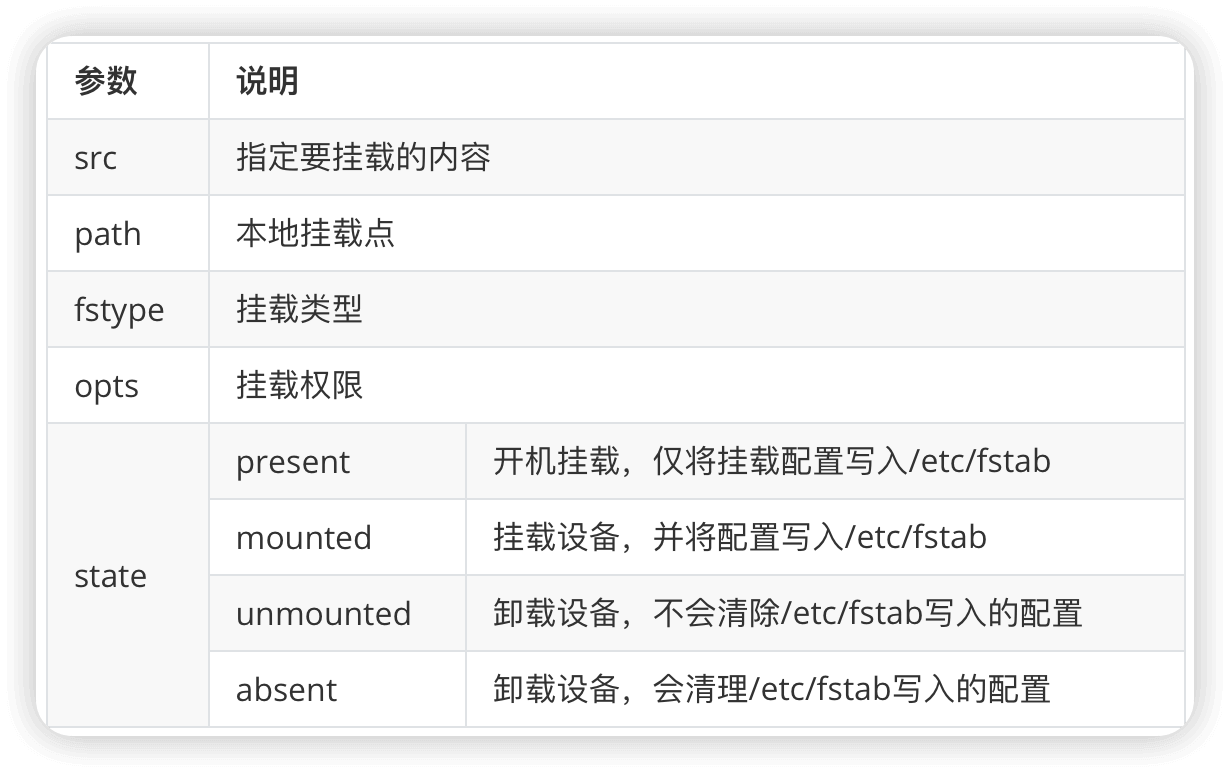 参数 说明
src 指定要挂载的内容
path 本地挂载点
fstype 挂载类型
opts 挂载权限
state
present 开机挂载，仅将挂载配置写入/etc/fstab
mounted 挂载设备，并将配置写入/etc/fstab
unmounted 卸载设备，不会清除/etc/fstab写入的配置
absent 卸载设备，会清理/etc/fstab写入的配置